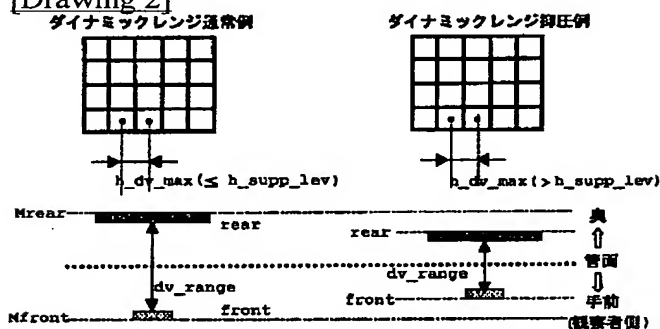 [Drawing 2]
ダイナミックレンジ通常例
ダイナミックレンジ抑圧例
h_dv_max(≤ h_supp_lev)
h_dv_max(> h_supp_lev)
Mrear
rear
rear
奥
管面
dv_range
dv_range
front
front
手前
Mfront
(観察者側)